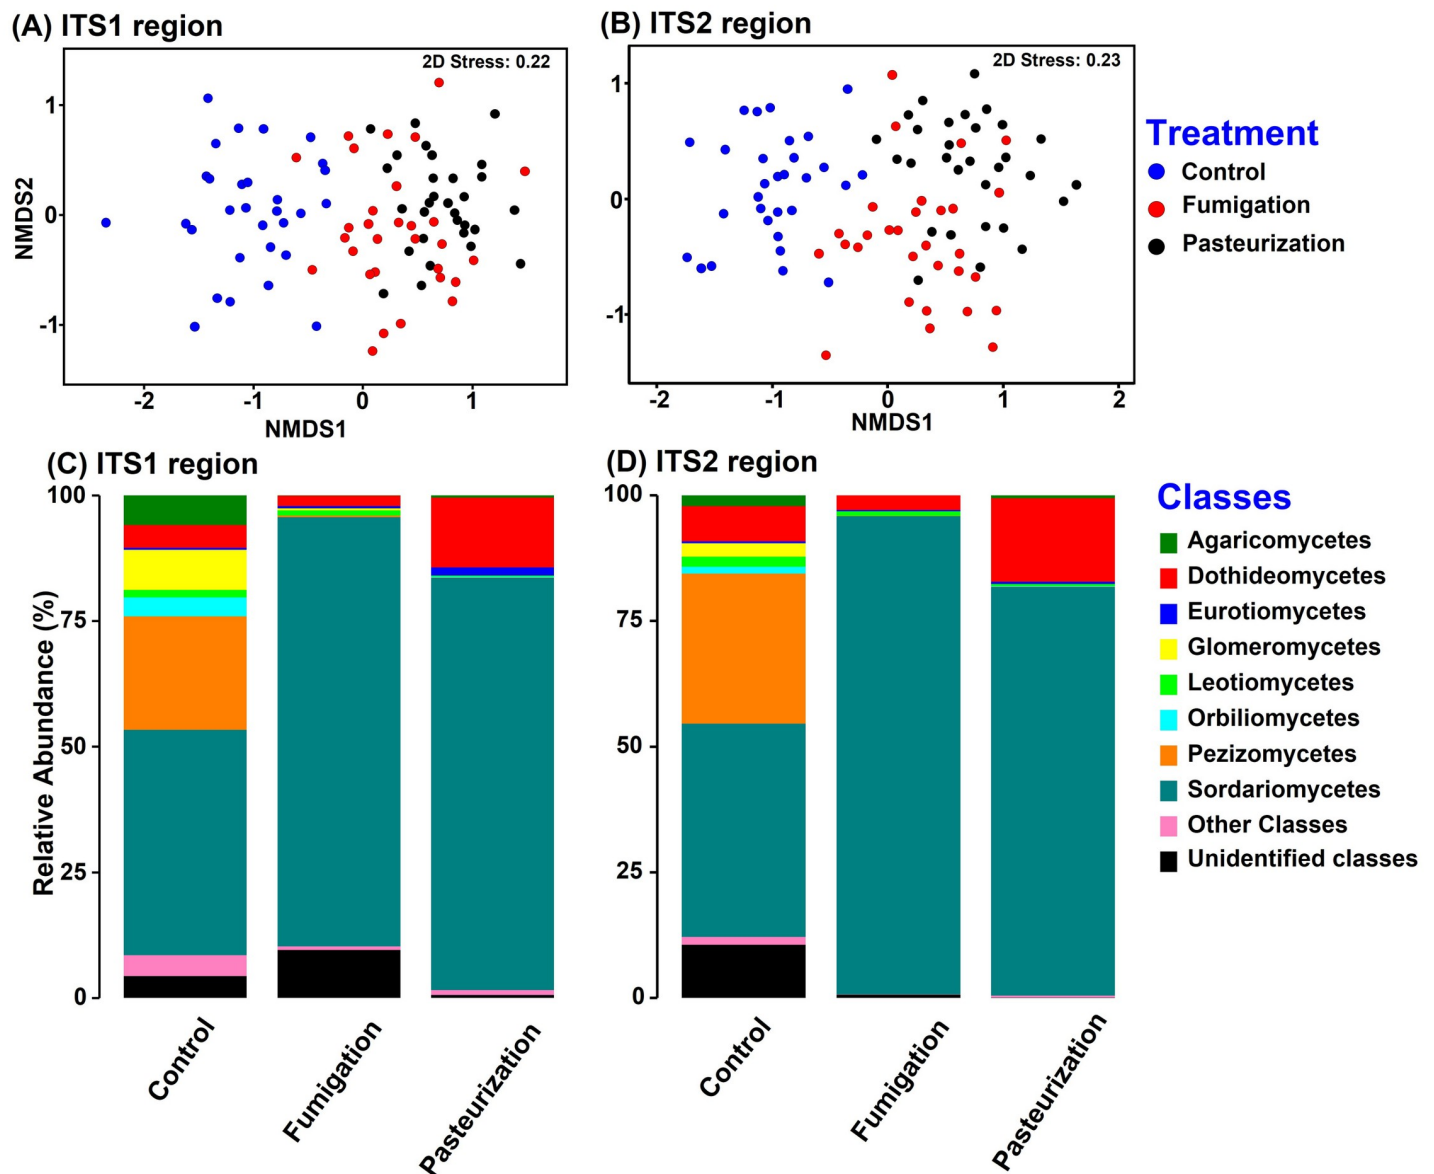 (A) ITS1 region
2D Stress: 0.22
1
0
-1
NMDS2
-2
-1
0
1
NMDS1
(B) ITS2 region
2D Stress: 0.23
1
0
-1
-2
-1
0
1
2
NMDS1
Treatment
Control
Fumigation
Pasteurization
(C) ITS1 region
100
75
50
25
0
Relative Abundance (%)
Control
Fumigation
Pasteurization
(D) ITS2 region
100
75
50
25
0
Control
Fumigation
Pasteurization
Classes
Agaricomycetes
Dothideomycetes
Eurotiomycetes
Glomeromycetes
Leotiomycetes
Orbiliomycetes
Pezizomycetes
Sordariomycetes
Other Classes
Unidentified classes